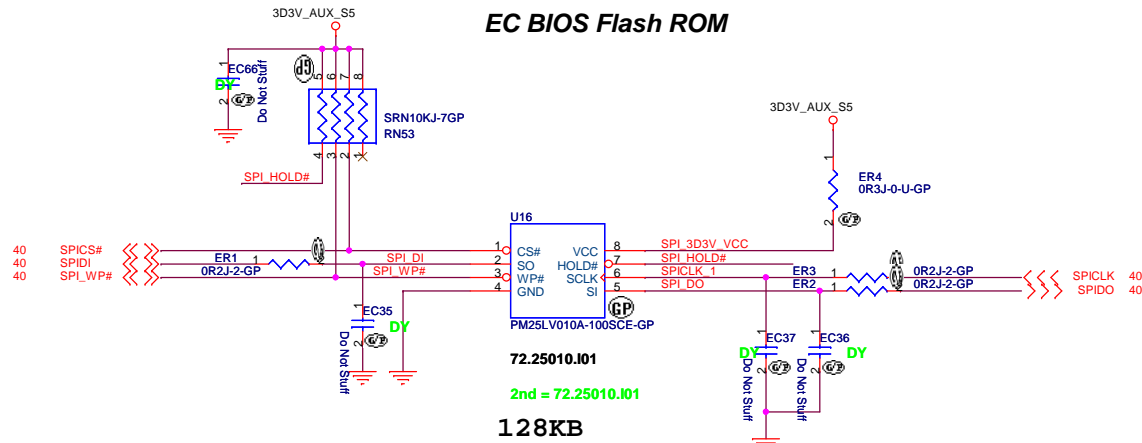 EC BIOS Flash ROM
3D3V_AUX_S5
1
EC66
DY
2
G/P
Do Not Stuff
GP
5
6
7
8
SRN10KJ-7GP
RN53
4
3
2
1
SPI_HOLD#
3D3V_AUX_S5
1
ER4
0R3J-0-U-GP
2
G/P
U16
40 SPICS#
1 CS#
VCC 8 SPI_3D3V_VCC
40 SPIDI
ER1 1
SPI_DI 2 SO
HOLD# 7 SPI_HOLD#
40 SPI_WP#
0R2J-2-GP
SPI_WP# 3 WP#
SCLK 6 SPICLK_1
ER3 1 0R2J-2-GP
SPICLK 40
4 GND
SI 5 SPI_DO
ER2 1 0R2J-2-GP
SPIDO 40
GP
PM25LV010A-100SCE-GP
1
EC35
DY
2
G/P
Do Not Stuff
1
EC37
DY
2
G/P
Do Not Stuff
1
EC36
DY
2
G/P
Do Not Stuff
72.25010.I01
2nd = 72.25010.I01
128KB